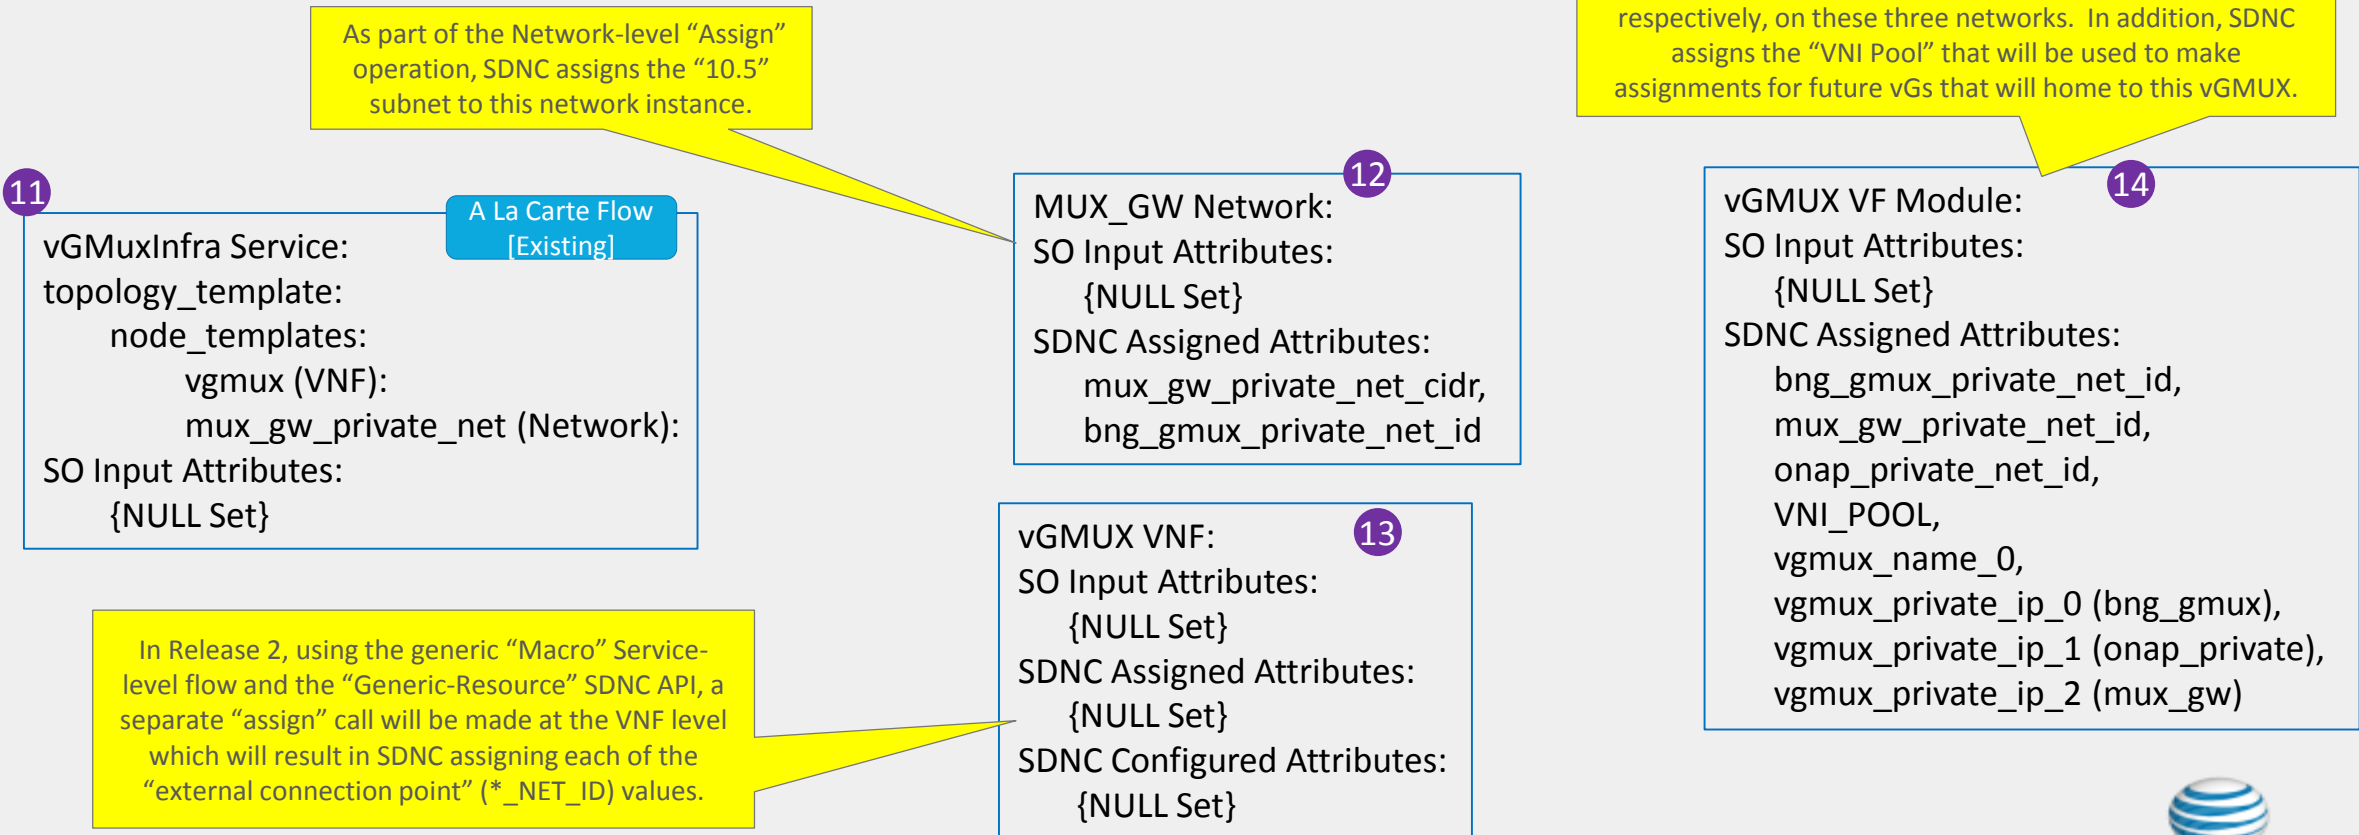 As part of the Network-level “Assign”
operation, SDNC assigns the “10.5”
subnet to this network instance.
respectively, on these three networks.  In addition, SDNC
assigns the “VNI Pool” that will be used to make
assignments for future vGs that will home to this vGMUX.
11
A La Carte Flow
[Existing]
vGMuxInfra Service:
topology_template:
node_templates:
vgmux (VNF):
mux_gw_private_net (Network):
SO Input Attributes:
{NULL Set}
12
MUX_GW Network:
SO Input Attributes:
{NULL Set}
SDNC Assigned Attributes:
mux_gw_private_net_cidr,
bng_gmux_private_net_id
13
vGMUX VNF:
SO Input Attributes:
{NULL Set}
SDNC Assigned Attributes:
{NULL Set}
SDNC Configured Attributes:
{NULL Set}
14
vGMUX VF Module:
SO Input Attributes:
{NULL Set}
SDNC Assigned Attributes:
bng_gmux_private_net_id,
mux_gw_private_net_id,
onap_private_net_id,
VNI_POOL,
vgmux_name_0,
vgmux_private_ip_0 (bng_gmux),
vgmux_private_ip_1 (onap_private),
vgmux_private_ip_2 (mux_gw)
In Release 2, using the generic “Macro” Service-
level flow and the “Generic-Resource” SDNC API, a
separate “assign” call will be made at the VNF level
which will result in SDNC assigning each of the
“external connection point” (*_NET_ID) values.